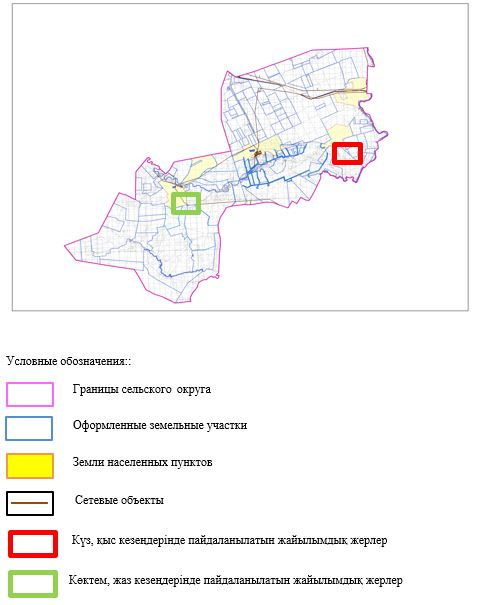 Условные обозначения::
Границы сельского округа
Оформленные земельные участки
Земли населенных пунктов
Сетевые объекты
Күз, қыс кезеңдерінде пайдаланылатын жайылымдық жерлер
Көктем, жаз кезеңдерінде пайдаланылатын жайылымдық жерлер